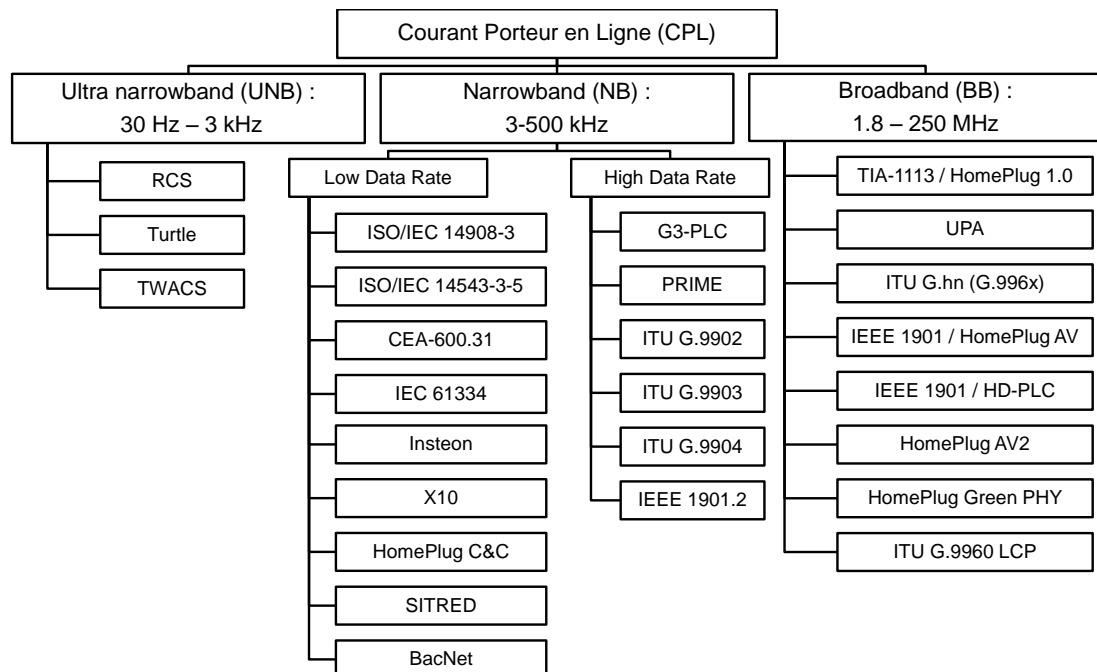 Courant Porteur en Ligne (CPL)
Ultra narrowband (UNB) :
30 Hz – 3 kHz
RCS
Turtle
TWACS
Narrowband (NB) :
3-500 kHz
Low Data Rate
ISO/IEC 14908-3
ISO/IEC 14543-3-5
CEA-600.31
IEC 61334
Insteon
X10
HomePlug C&C
SITRED
BacNet
High Data Rate
G3-PLC
PRIME
ITU G.9902
ITU G.9903
ITU G.9904
IEEE 1901.2
Broadband (BB) :
1.8 – 250 MHz
TIA-1113 / HomePlug 1.0
UPA
ITU G.hn (G.996x)
IEEE 1901 / HomePlug AV
IEEE 1901 / HD-PLC
HomePlug AV2
HomePlug Green PHY
ITU G.9960 LCP